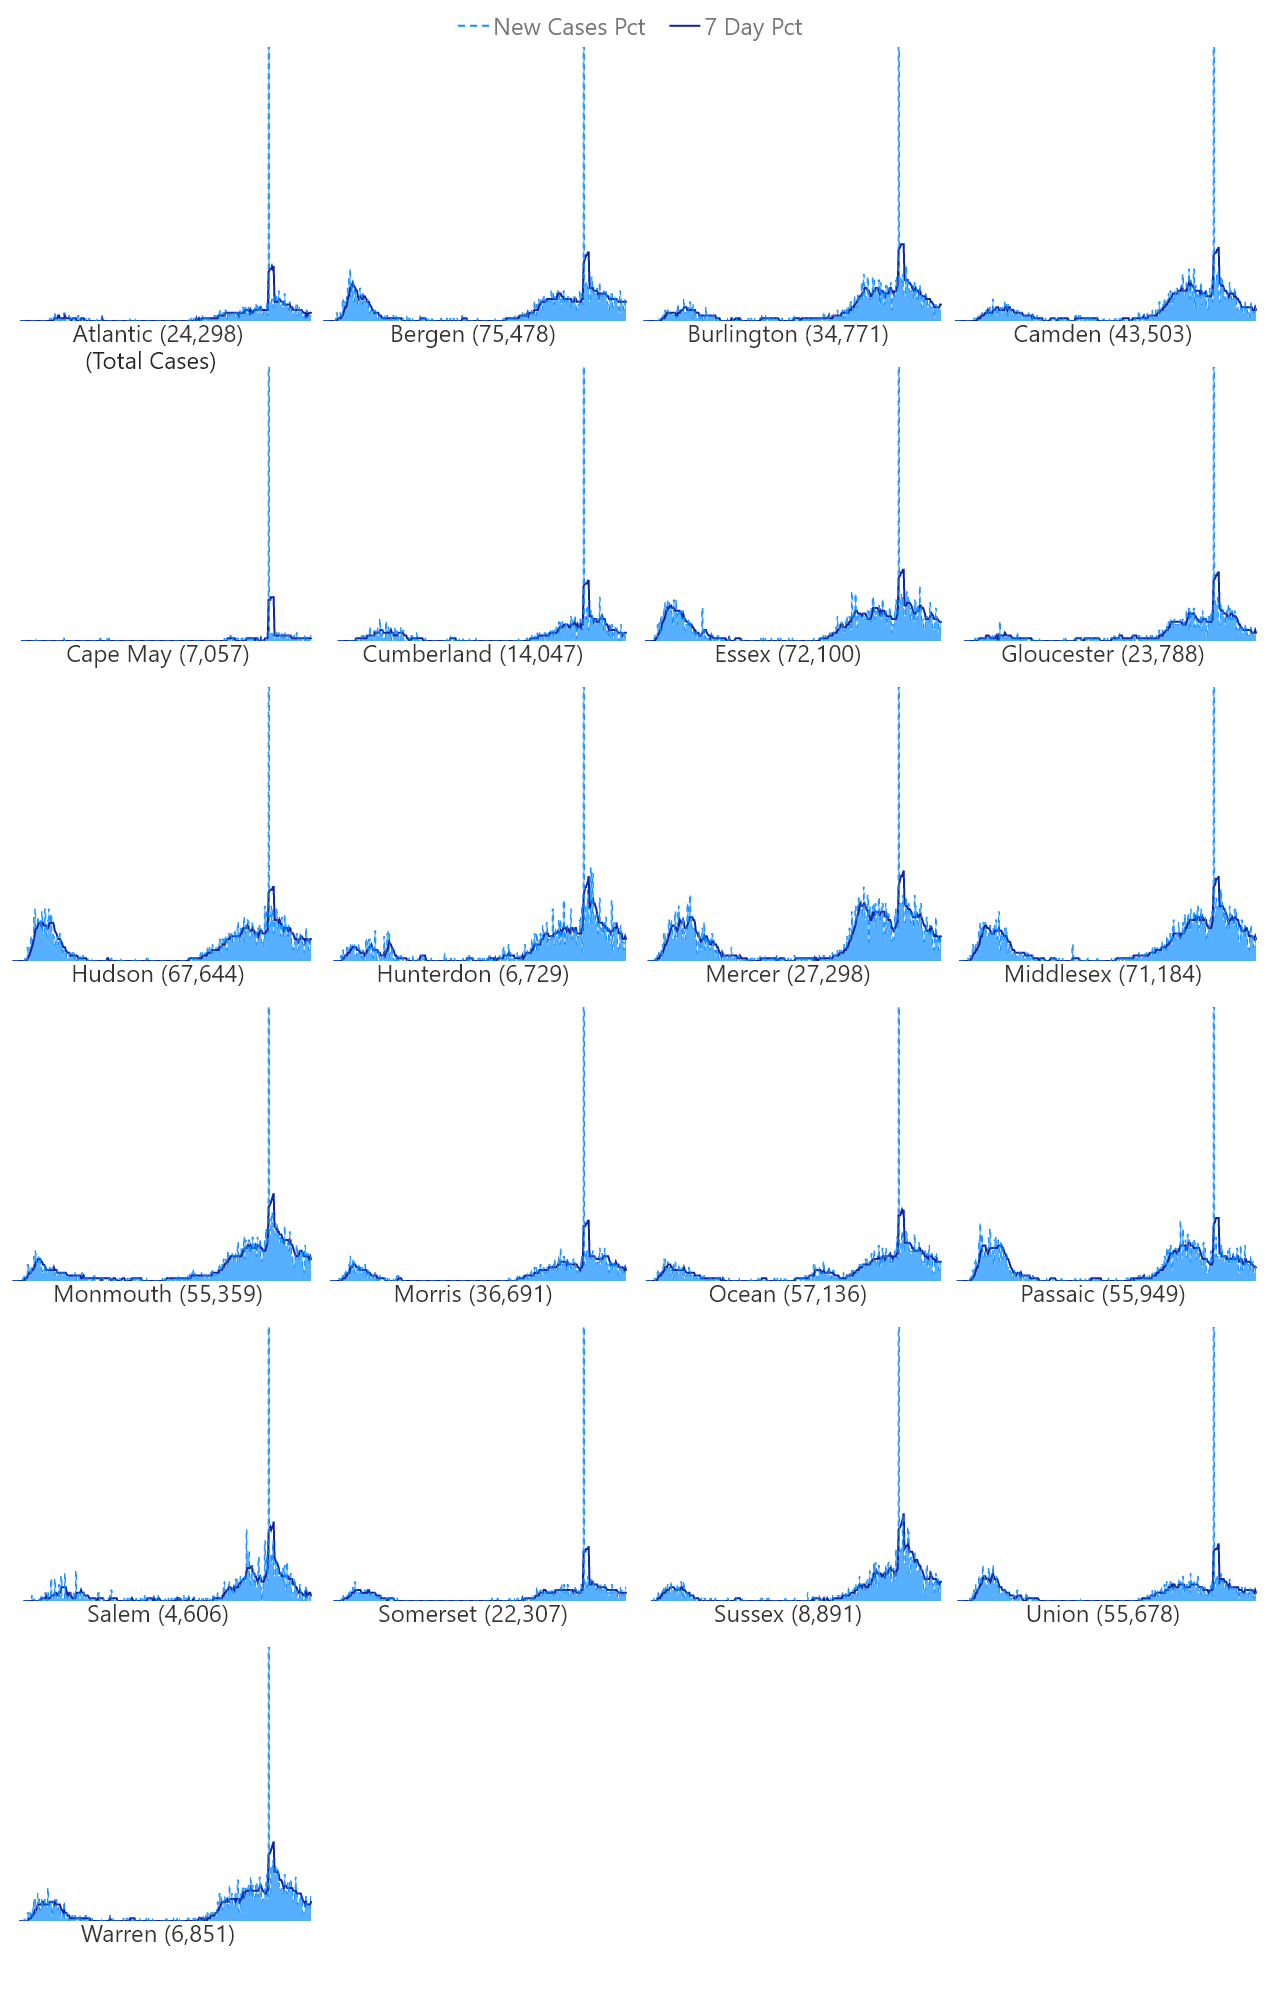 New Cases Pct 7 Day Pct
Atlantic (24,298) Bergen (75,478) Burlington (34,771) Camden (43,503)
(Total Cases)
Cape May (7,057) Cumberland (14,047) Essex (72,100) Gloucester (23,788)
Hudson (67,644) Hunterdon (6,729) Mercer (27,298) Middlesex (71,184)
Monmouth (55,359) Morris (36,691) Ocean (57,136) Passaic (55,949)
Salem (4,606) Somerset (22,307) Sussex (8,891) Union (55,678)
Warren (6,851)